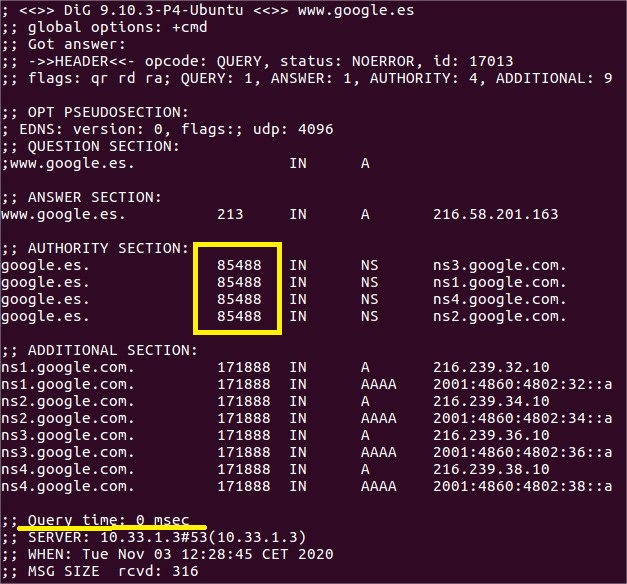 ; <<>> DiG 9.10.3-P4-Ubuntu <<>> www.google.es
;; global options: +cmd
;; Got answer:
;; ->>HEADER<<- opcode: QUERY, status: NOERROR, id: 17013
;; flags: qr rd ra; QUERY: 1, ANSWER: 1, AUTHORITY: 4, ADDITIONAL: 9
;; OPT PSEUDOSECTION:
; EDNS: version: 0, flags:; udp: 4096
;; QUESTION SECTION:
;www.google.es. IN A
;; ANSWER SECTION:
www.google.es. 213 IN A 216.58.201.163
;; AUTHORITY SECTION:
google.es. 85488 IN NS ns3.google.com.
google.es. 85488 IN NS ns1.google.com.
google.es. 85488 IN NS ns4.google.com.
google.es. 85488 IN NS ns2.google.com.
;; ADDITIONAL SECTION:
ns1.google.com. 171888 IN A 216.239.32.10
ns1.google.com. 171888 IN AAAA 2001:4860:4802:32::a
ns2.google.com. 171888 IN A 216.239.34.10
ns2.google.com. 171888 IN AAAA 2001:4860:4802:34::a
ns3.google.com. 171888 IN A 216.239.36.10
ns3.google.com. 171888 IN AAAA 2001:4860:4802:36::a
ns4.google.com. 171888 IN A 216.239.38.10
ns4.google.com. 171888 IN AAAA 2001:4860:4802:38::a
;; Query time: 0 msec
;; SERVER: 10.33.1.3#53(10.33.1.3)
;; WHEN: Tue Nov 03 12:28:45 CET 2020
;; MSG SIZE rcvd: 316